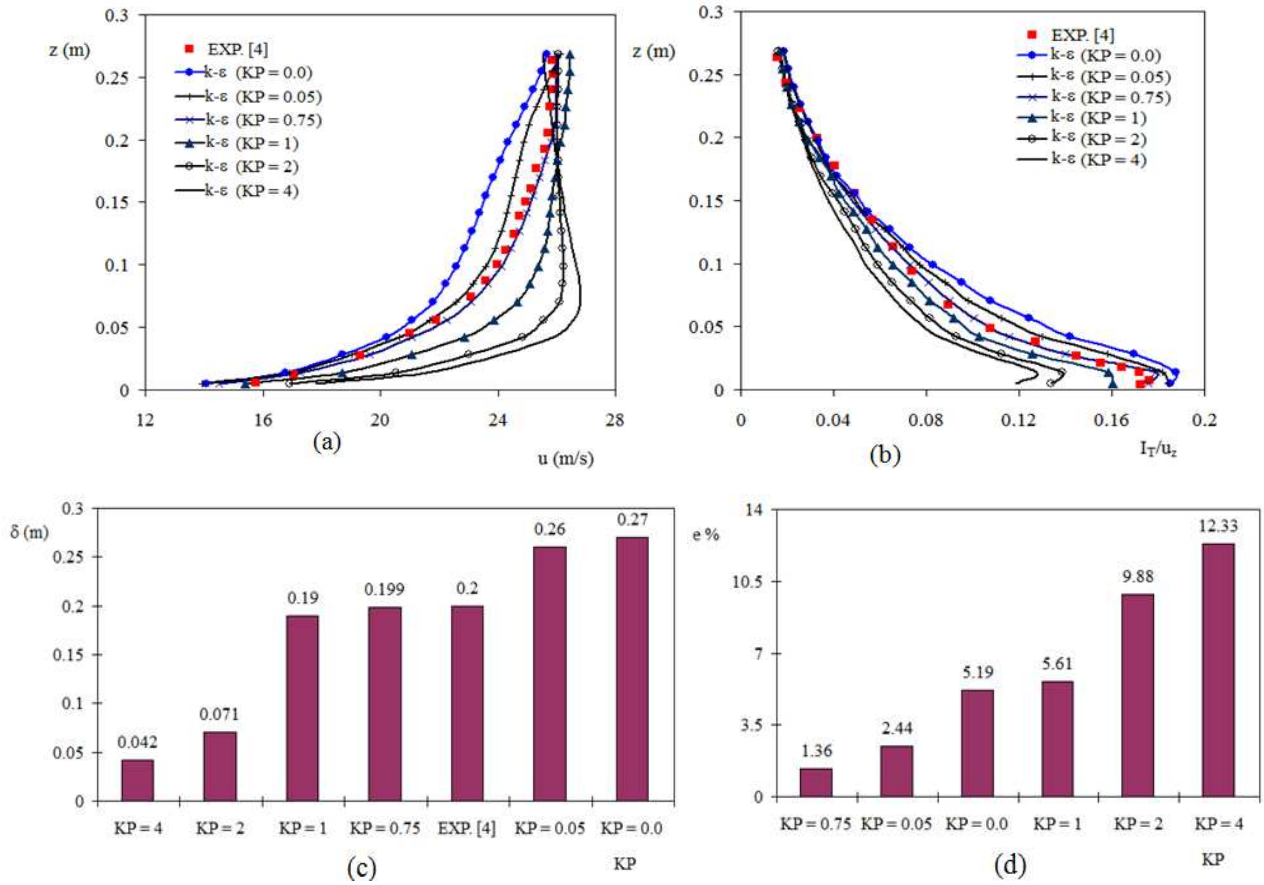 0.3
z (m)
EXP. [4]
k-ε (KP = 0.0)
0.25
k-ε (KP = 0.05)
0.2
k-ε (KP = 0.75)
k-ε (KP = 1)
k-ε (KP = 2)
0.15
k-ε (KP = 4)
0.1
0.05
0
12
16
20
24
28
(a)
u (m/s)
0.3
z (m)
EXP. [4]
k-ε (KP = 0.0)
0.25
k-ε (KP = 0.05)
k-ε (KP = 0.75)
0.2
k-ε (KP = 1)
k-ε (KP = 2)
k-ε (KP = 4)
0.15
0.1
0.05
0
0
0.04
0.08
0.12
0.16
0.2
(b)
I_T/u_z
0.3
δ (m)
0.25
0.2
0.15
0.1
0.05
0
0.042
0.071
0.19
0.199
0.2
0.26
0.27
KP = 4
KP = 2
KP = 1
KP = 0.75
EXP. [4]
KP = 0.05
KP = 0.0
(c)
KP
14
e %
10.5
7
3.5
0
1.36
2.44
5.19
5.61
9.88
12.33
KP = 0.75
KP = 0.05
KP = 0.0
KP = 1
KP = 2
KP = 4
(d)
KP